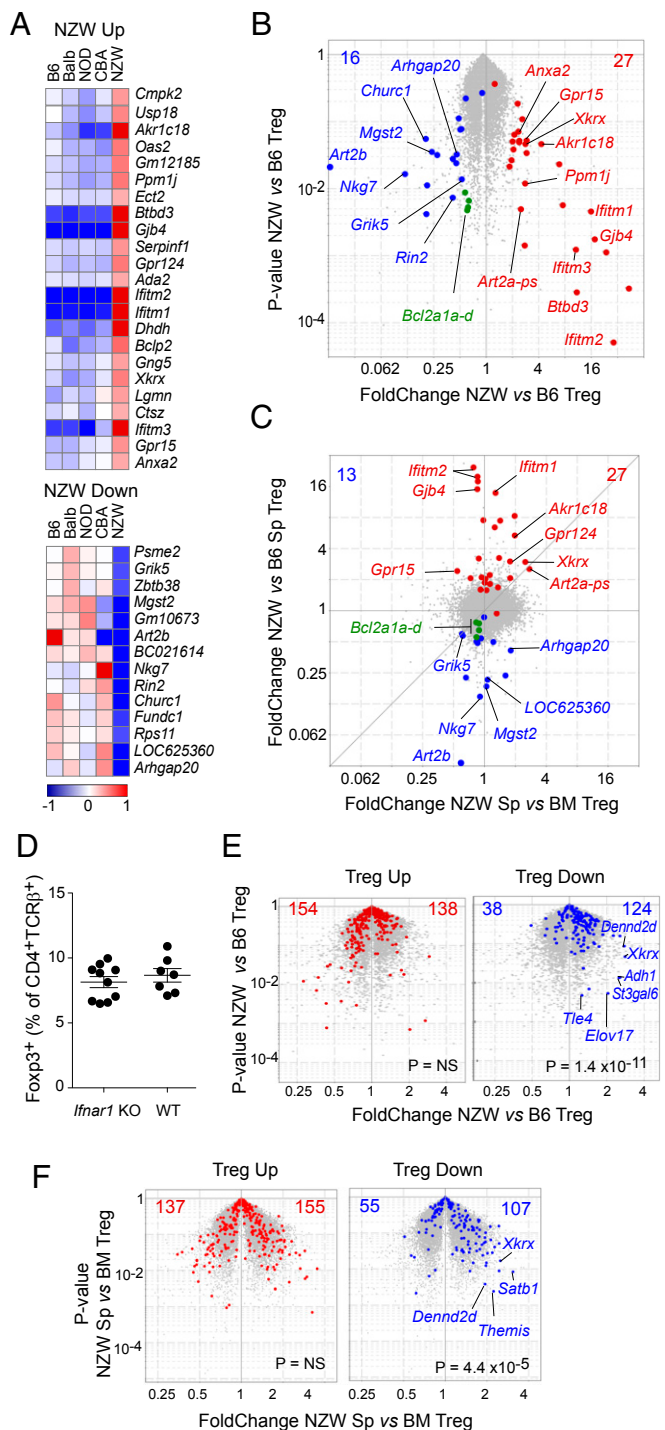 A
NZW Up
B6
Balb
NOD
CBA
NZW
Cmpk2
Usp18
Akr1c18
Oas2
Gm12185
Ppm1j
Ect2
Btbd3
Gjb4
Serpinf1
Gpr124
Ada2
Ifitm2
Ifitm1
Dhdh
Bclp2
Gng5
Xkrx
Lgmn
Ctsz
Ifitm3
Gpr15
Anxa2
NZW Down
B6
Balb
NOD
CBA
NZW
Psme2
Grik5
Zbtb38
Mgst2
Gm10673
Art2b
BC021614
Nkg7
Rin2
Churc1
Fundc1
Rps11
LOC625360
Arhgap20
-1 0 1
B
P-value NZW vs B6 Treg
1
10-2
10-4
16
27
Arhgap20
Churc1
Mgst2
Art2b
Nkg7
Grik5
Rin2
Bcl2a1a-d
Anxa2
Gpr15
Xkrx
Akr1c18
Ppm1j
Ifitm1
Gjb4
Ifitm3
Art2a-ps
Btbd3
Ifitm2
0.062 0.25 1 4 16
FoldChange NZW vs B6 Treg
C
FoldChange NZW vs B6 Sp Treg
16
4
1
0.25
0.062
13
27
Ifitm2
Ifitm1
Gjb4
Akr1c18
Gpr124
Gpr15
Xkrx
Art2a-ps
Bcl2a1a-d
Arhgap20
Grik5
LOC625360
Nkg7
Mgst2
Art2b
0.062 0.25 1 4 16
FoldChange NZW Sp vs BM Treg
D
Foxp3+ (% of CD4+TCRβ+)
15
10
5
0
Ifnar1 KO
WT
E
Treg Up
Treg Down
P-value NZW vs B6 Treg
1
10-2
10-4
154
138
P = NS
38
124
Dennd2d
Xkrx
Adh1
St3gal6
Tle4
Elov17
P = 1.4 x10-11
0.25 0.5 1 2 4
0.25 0.5 1 2 4
FoldChange NZW vs B6 Treg
F
Treg Up
Treg Down
P-value
NZW Sp vs BM Treg
1
10-2
10-4
137
155
P = NS
55
107
Xkrx
Satb1
Dennd2d
Themis
P = 4.4 x10-5
0.25 0.5 1 2 4
0.25 0.5 1 2 4
FoldChange NZW Sp vs BM Treg